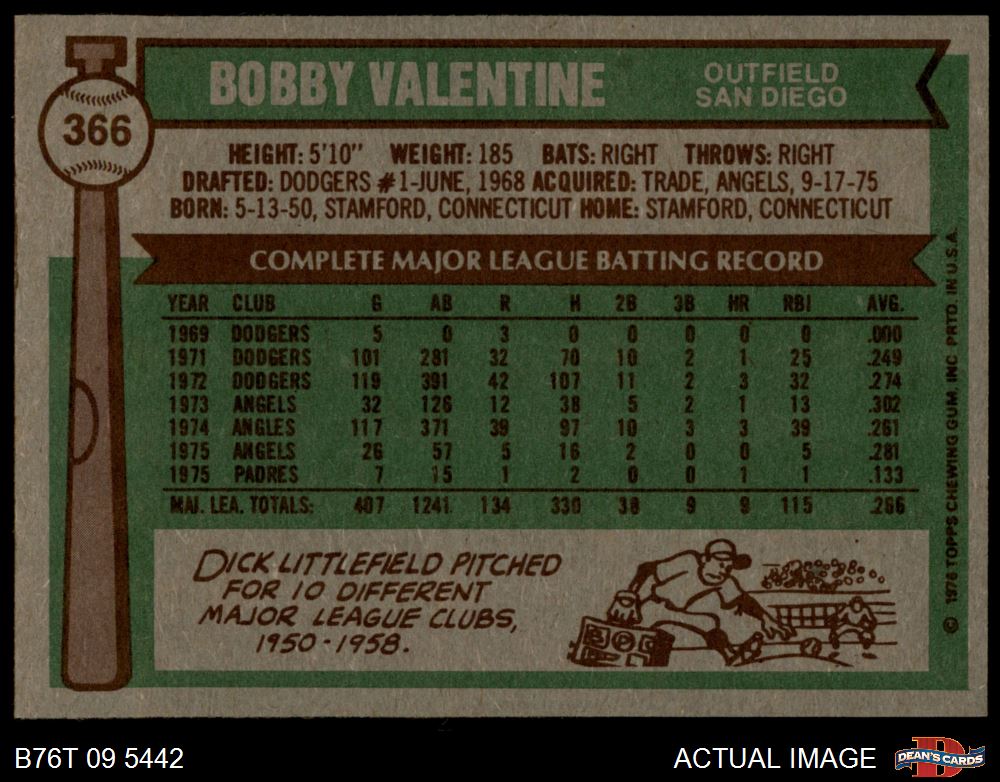 366
BOBBY VALENTINE
OUTFIELD
SAN DIEGO
HEIGHT: 5'10" WEIGHT: 185 BATS: RIGHT THROWS: RIGHT
DRAFTED: DODGERS #1-JUNE, 1968 ACQUIRED: TRADE, ANGELS, 9-17-75
BORN: 5-13-50, STAMFORD, CONNECTICUT HOME: STAMFORD, CONNECTICUT
COMPLETE MAJOR LEAGUE BATTING RECORD
YEAR CLUB G AB R H 2B 3B HR RBI AVG.
1969 DODGERS 5 0 3 0 0 0 0 0 .000
1971 DODGERS 101 281 32 70 10 2 1 25 .249
1972 DODGERS 119 391 42 107 11 2 3 32 .274
1973 ANGELS 32 126 12 38 5 2 1 13 .302
1974 ANGLES 117 371 39 97 10 3 3 39 .261
1975 ANGELS 26 57 5 16 2 0 0 5 .281
1975 PADRES 7 15 1 2 0 0 1 1 .133
MAJ. LEA. TOTALS: 407 1241 134 330 38 9 9 115 .266
DICK LITTLEFIELD PITCHED
FOR 10 DIFFERENT
MAJOR LEAGUE CLUBS,
1950-1958.
© 1976 TOPPS CHEWING GUM, INC PRTD. IN U.S.A.
B76T 09 5442
ACTUAL IMAGE
D
DEAN'S CARDS